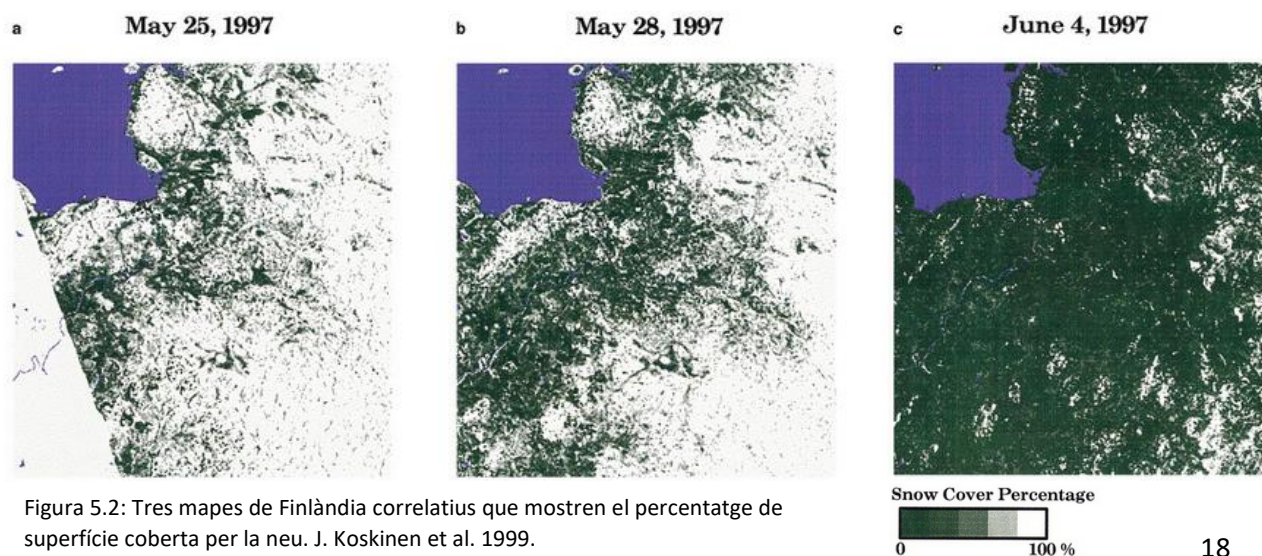 a May 25, 1997
b May 28, 1997
c June 4, 1997
Figura 5.2: Tres mapes de Finlàndia correlatius que mostren el percentatge de
superfície coberta per la neu. J. Koskinen et al. 1999.
Snow Cover Percentage
0 100 %
18